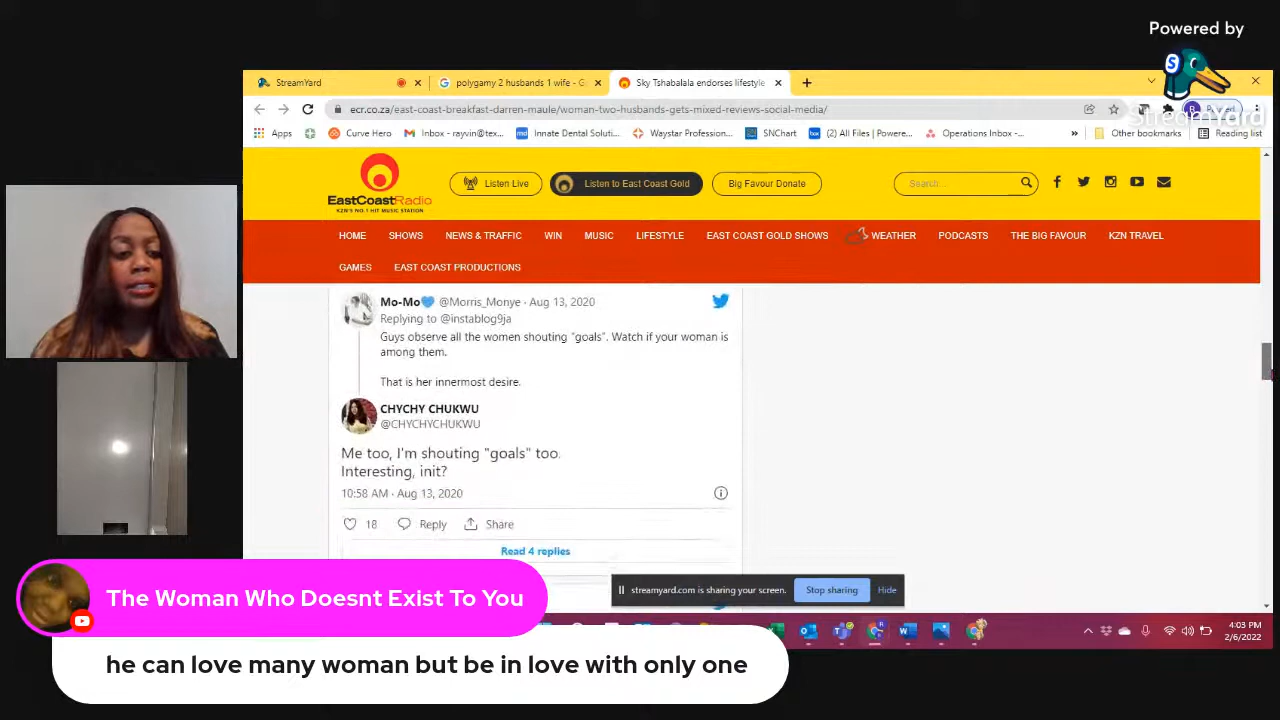 Powered by
StreamYard
StreamYard
polygamy 2 husbands 1 wife - G
Sky Tshabalala endorses lifestyle
ecr.co.za/east-coast-breakfast-darren-maule/woman-two-husbands-gets-mixed-reviews-social-media/
Apps
Curve Hero
Inbox - rayvin@tex...
Innate Dental Soluti...
Waystar Profession...
SNChart
(2) All Files | Powere...
Operations Inbox -...
»
Other bookmarks
Reading list
EastCoastRadio
KZN'S NO.1 HIT MUSIC STATION
Listen Live
Listen to East Coast Gold
Big Favour Donate
Search...
HOME SHOWS NEWS & TRAFFIC WIN MUSIC LIFESTYLE EAST COAST GOLD SHOWS WEATHER PODCASTS THE BIG FAVOUR KZN TRAVEL
GAMES EAST COAST PRODUCTIONS
Mo-Mo @Morris_Monye · Aug 13, 2020
Replying to @instablog9ja
Guys observe all the women shouting "goals". Watch if your woman is
among them.
That is her innermost desire.
CHYCHY CHUKWU
@CHYCHYCHUKWU
Me too, I'm shouting "goals" too.
Interesting, init?
10:58 AM · Aug 13, 2020
18 Reply Share
Read 4 replies
streamyard.com is sharing your screen. Stop sharing Hide
4:03 PM
2/6/2022
The Woman Who Doesnt Exist To You
he can love many woman but be in love with only one